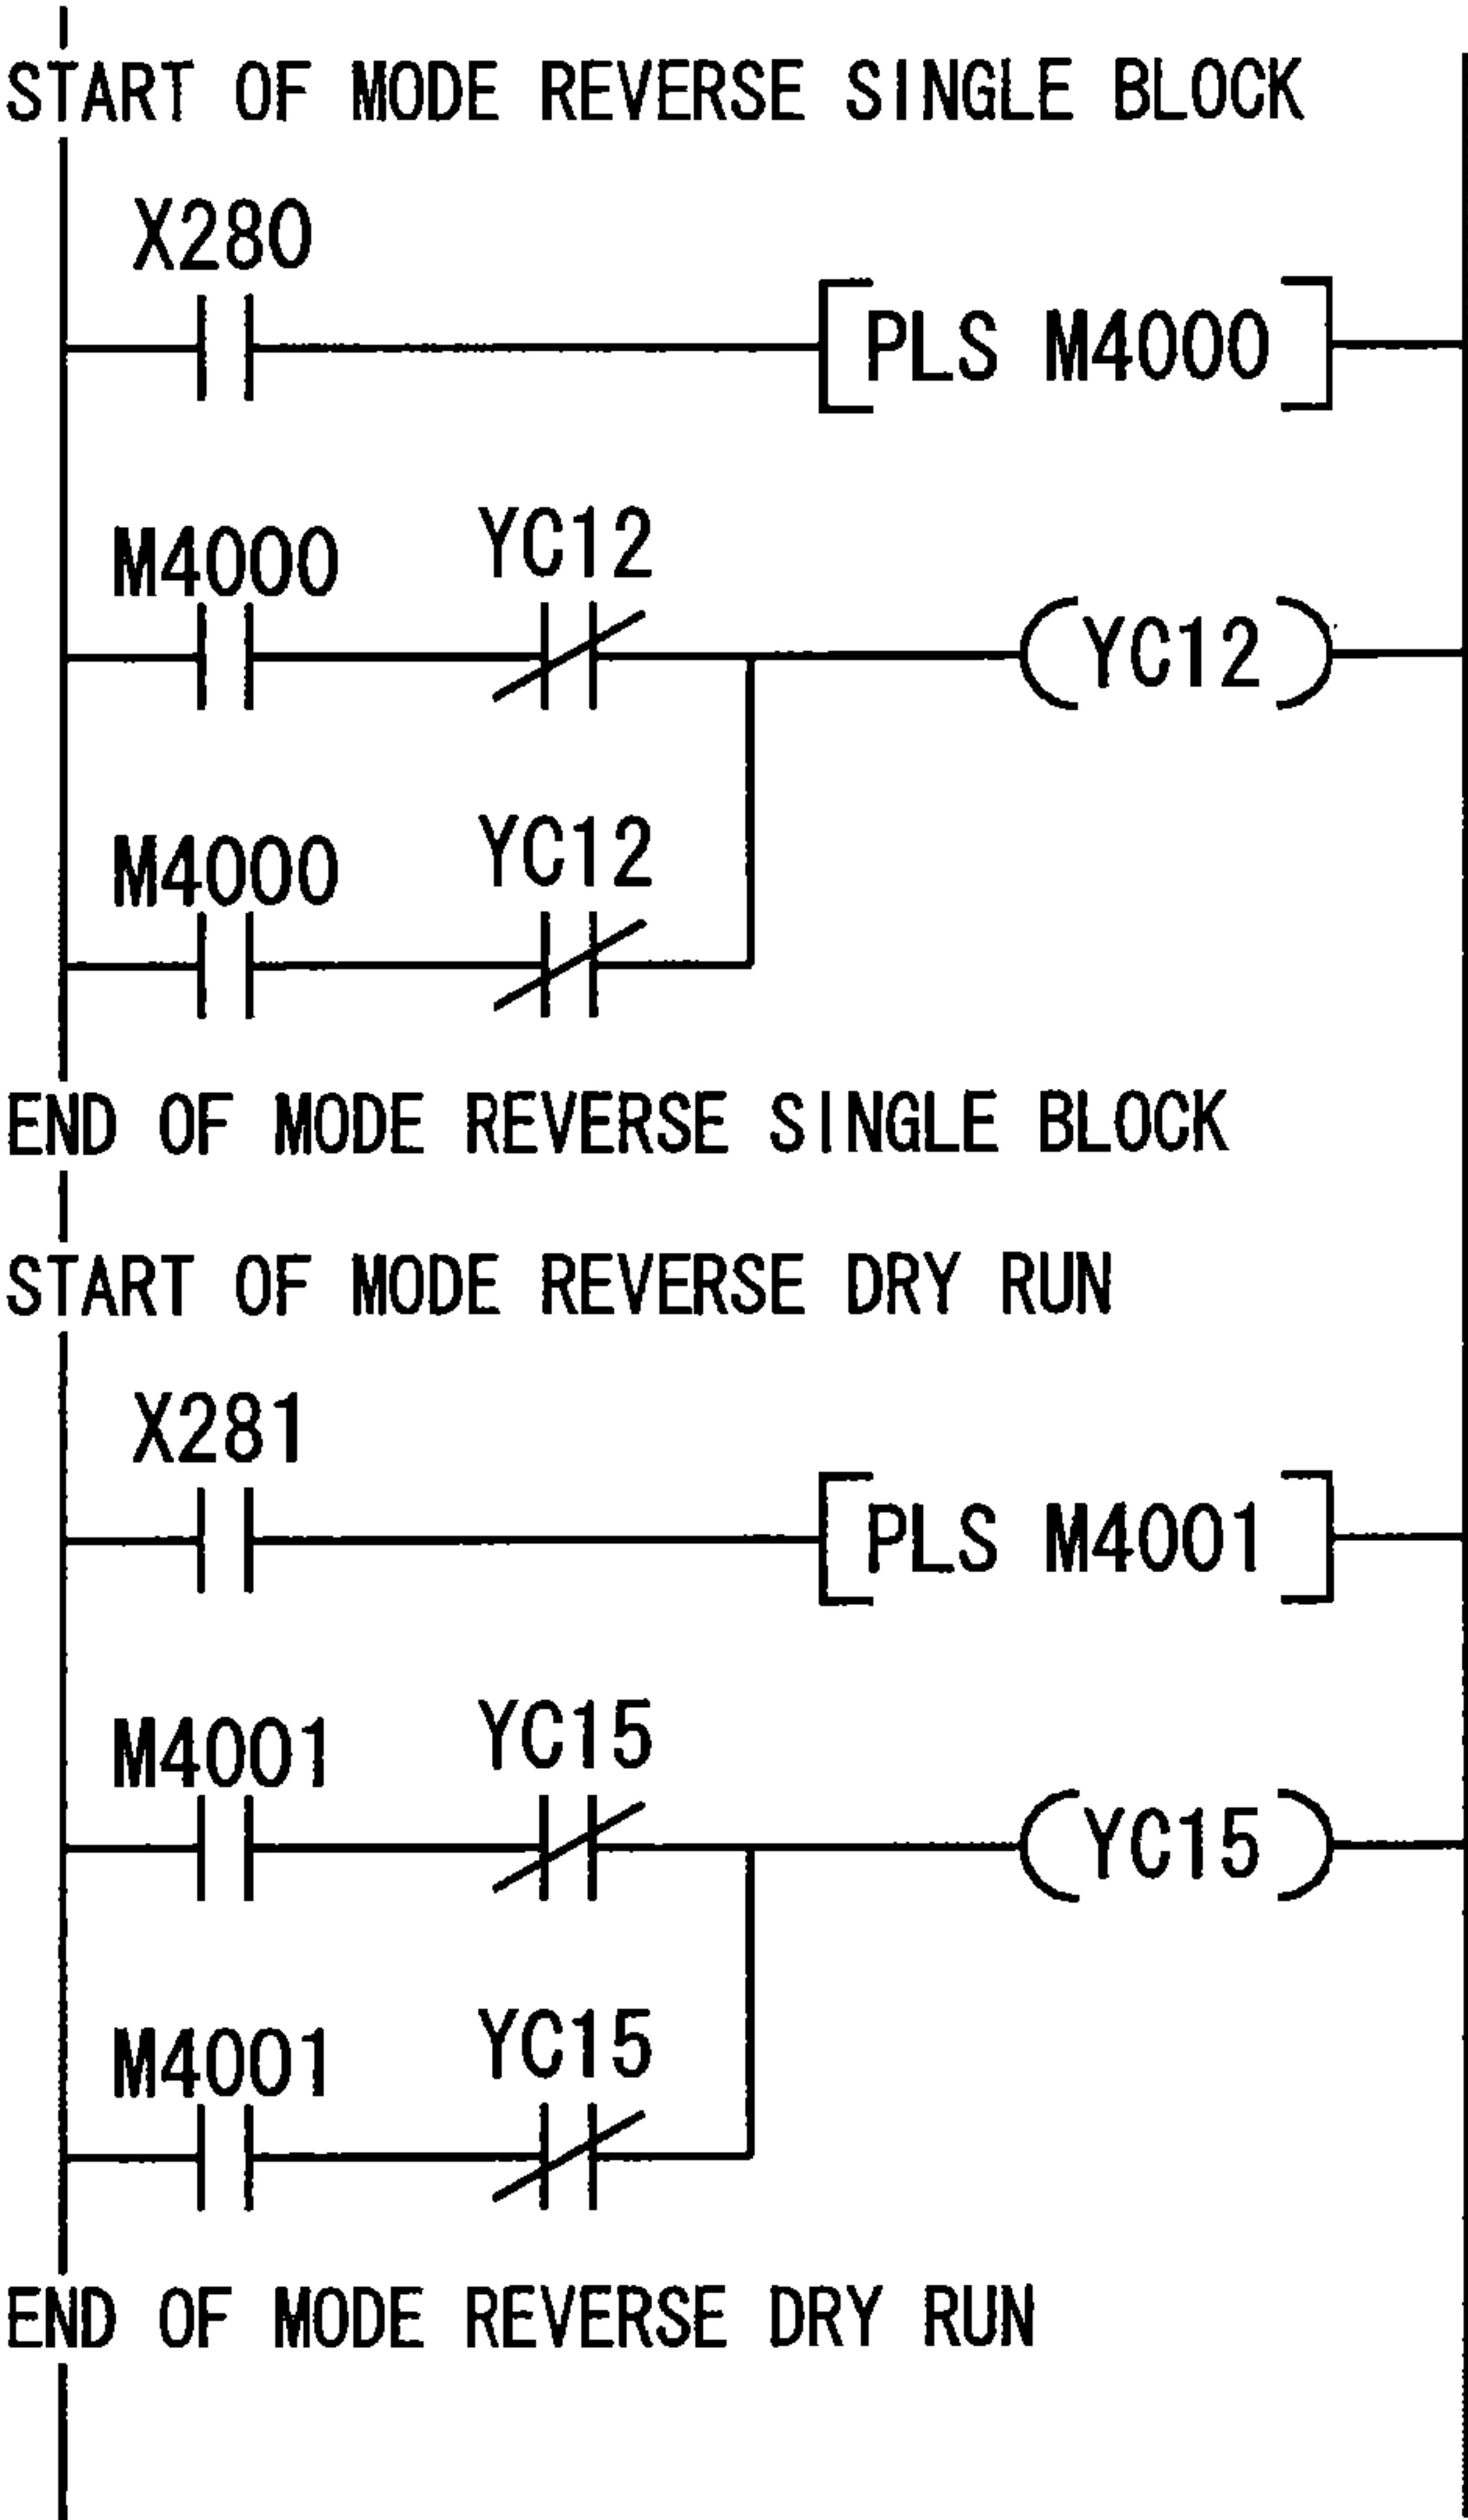 START OF MODE REVERSE SINGLE BLOCK
X280
PLS M4000
M4000 YC12
YC12
M4000 YC12
END OF MODE REVERSE SINGLE BLOCK
START OF MODE REVERSE DRY RUN
X281
PLS M4001
M4001 YC15
YC15
M4001 YC15
END OF MODE REVERSE DRY RUN